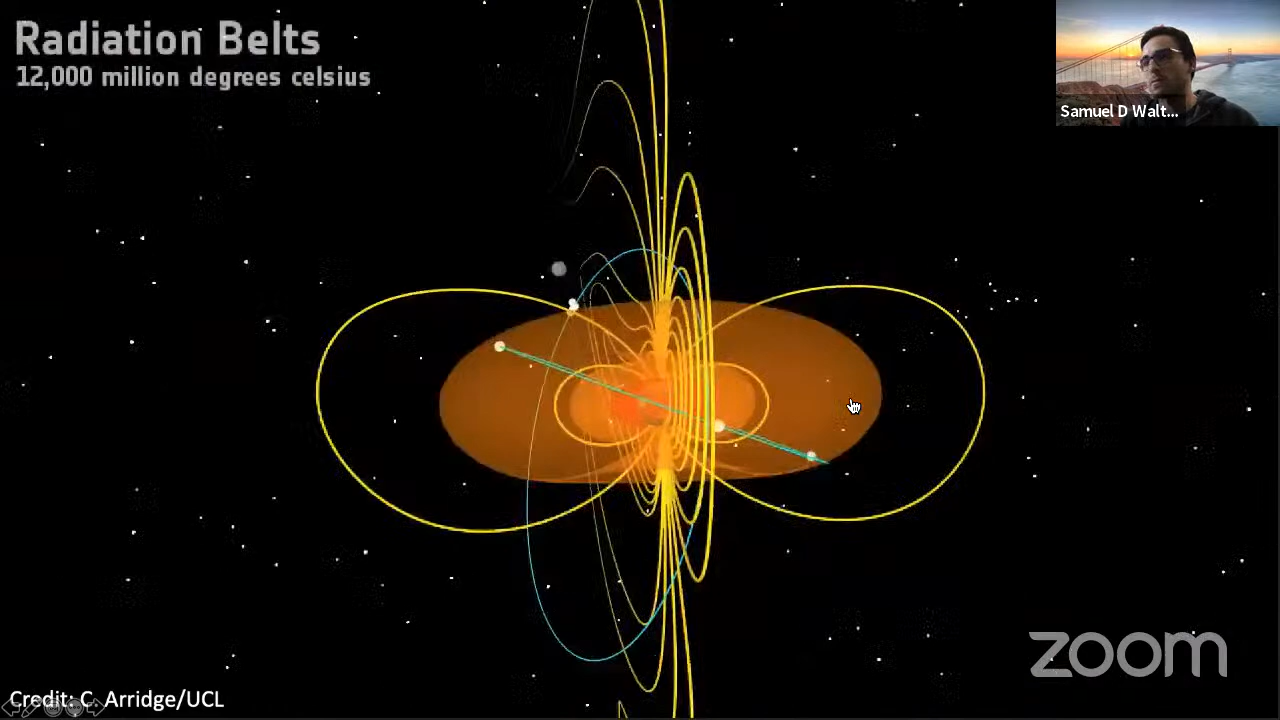 Radiation Belts
12,000 million degrees celsius
Samuel D Walt...
zoom
Credit: C. Arridge/UCL